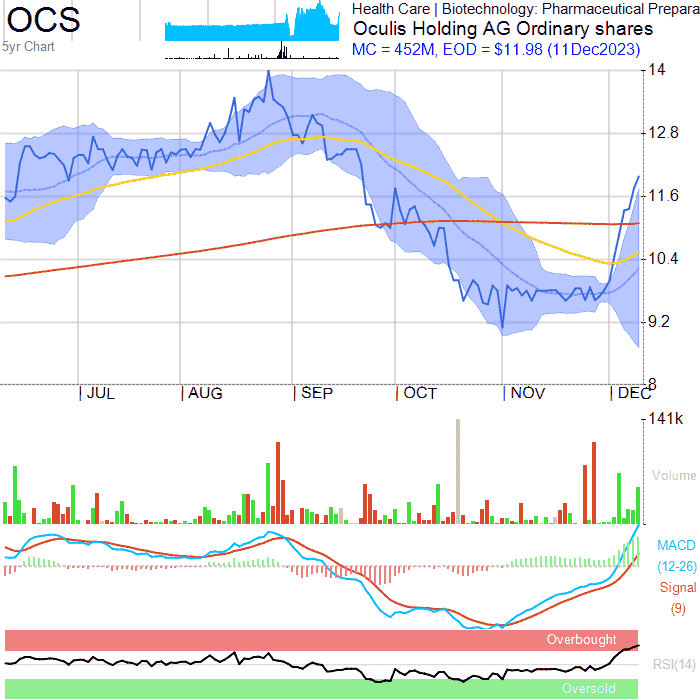 OCS
5yr Chart
Health Care | Biotechnology: Pharmaceutical Prepara
Oculis Holding AG Ordinary shares
MC = 452M, EOD = $11.98 (11Dec2023)
14
12.8
11.6
10.4
9.2
8
JUL
AUG
SEP
OCT
NOV
DEC
141k
Volume
MACD
(12-26)
Signal
(9)
Overbought
RSI(14)
Oversold